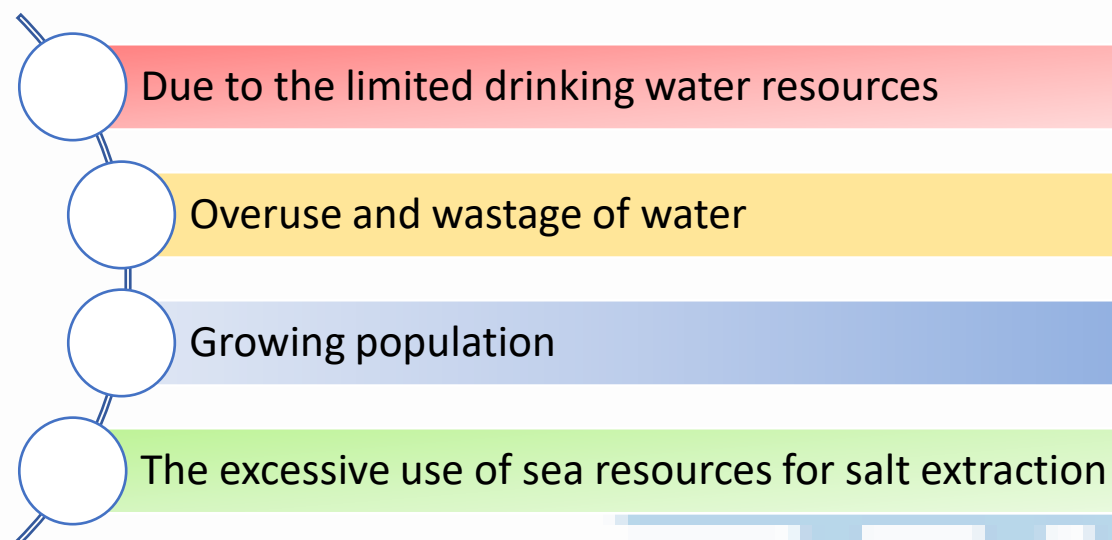 Due to the limited drinking water resources
Overuse and wastage of water
Growing population
The excessive use of sea resources for salt extraction